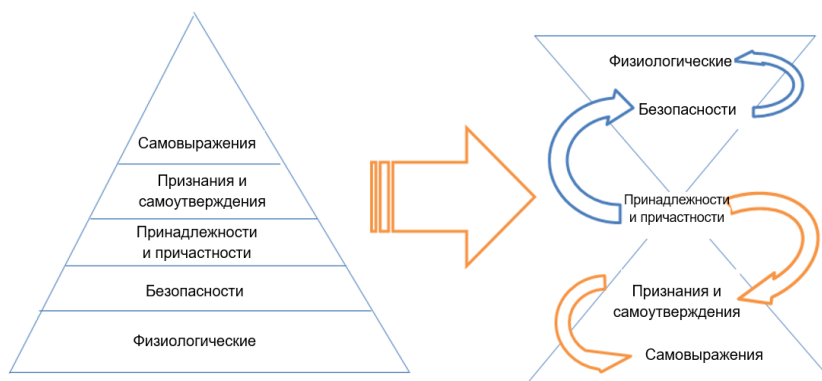 Самовыражения
Признания и
самоутверждения
Принадлежности
и причастности
Безопасности
Физиологические
Физиологические
Безопасности
Принадлежности
и причастности
Признания и
самоутверждения
Самовыражения